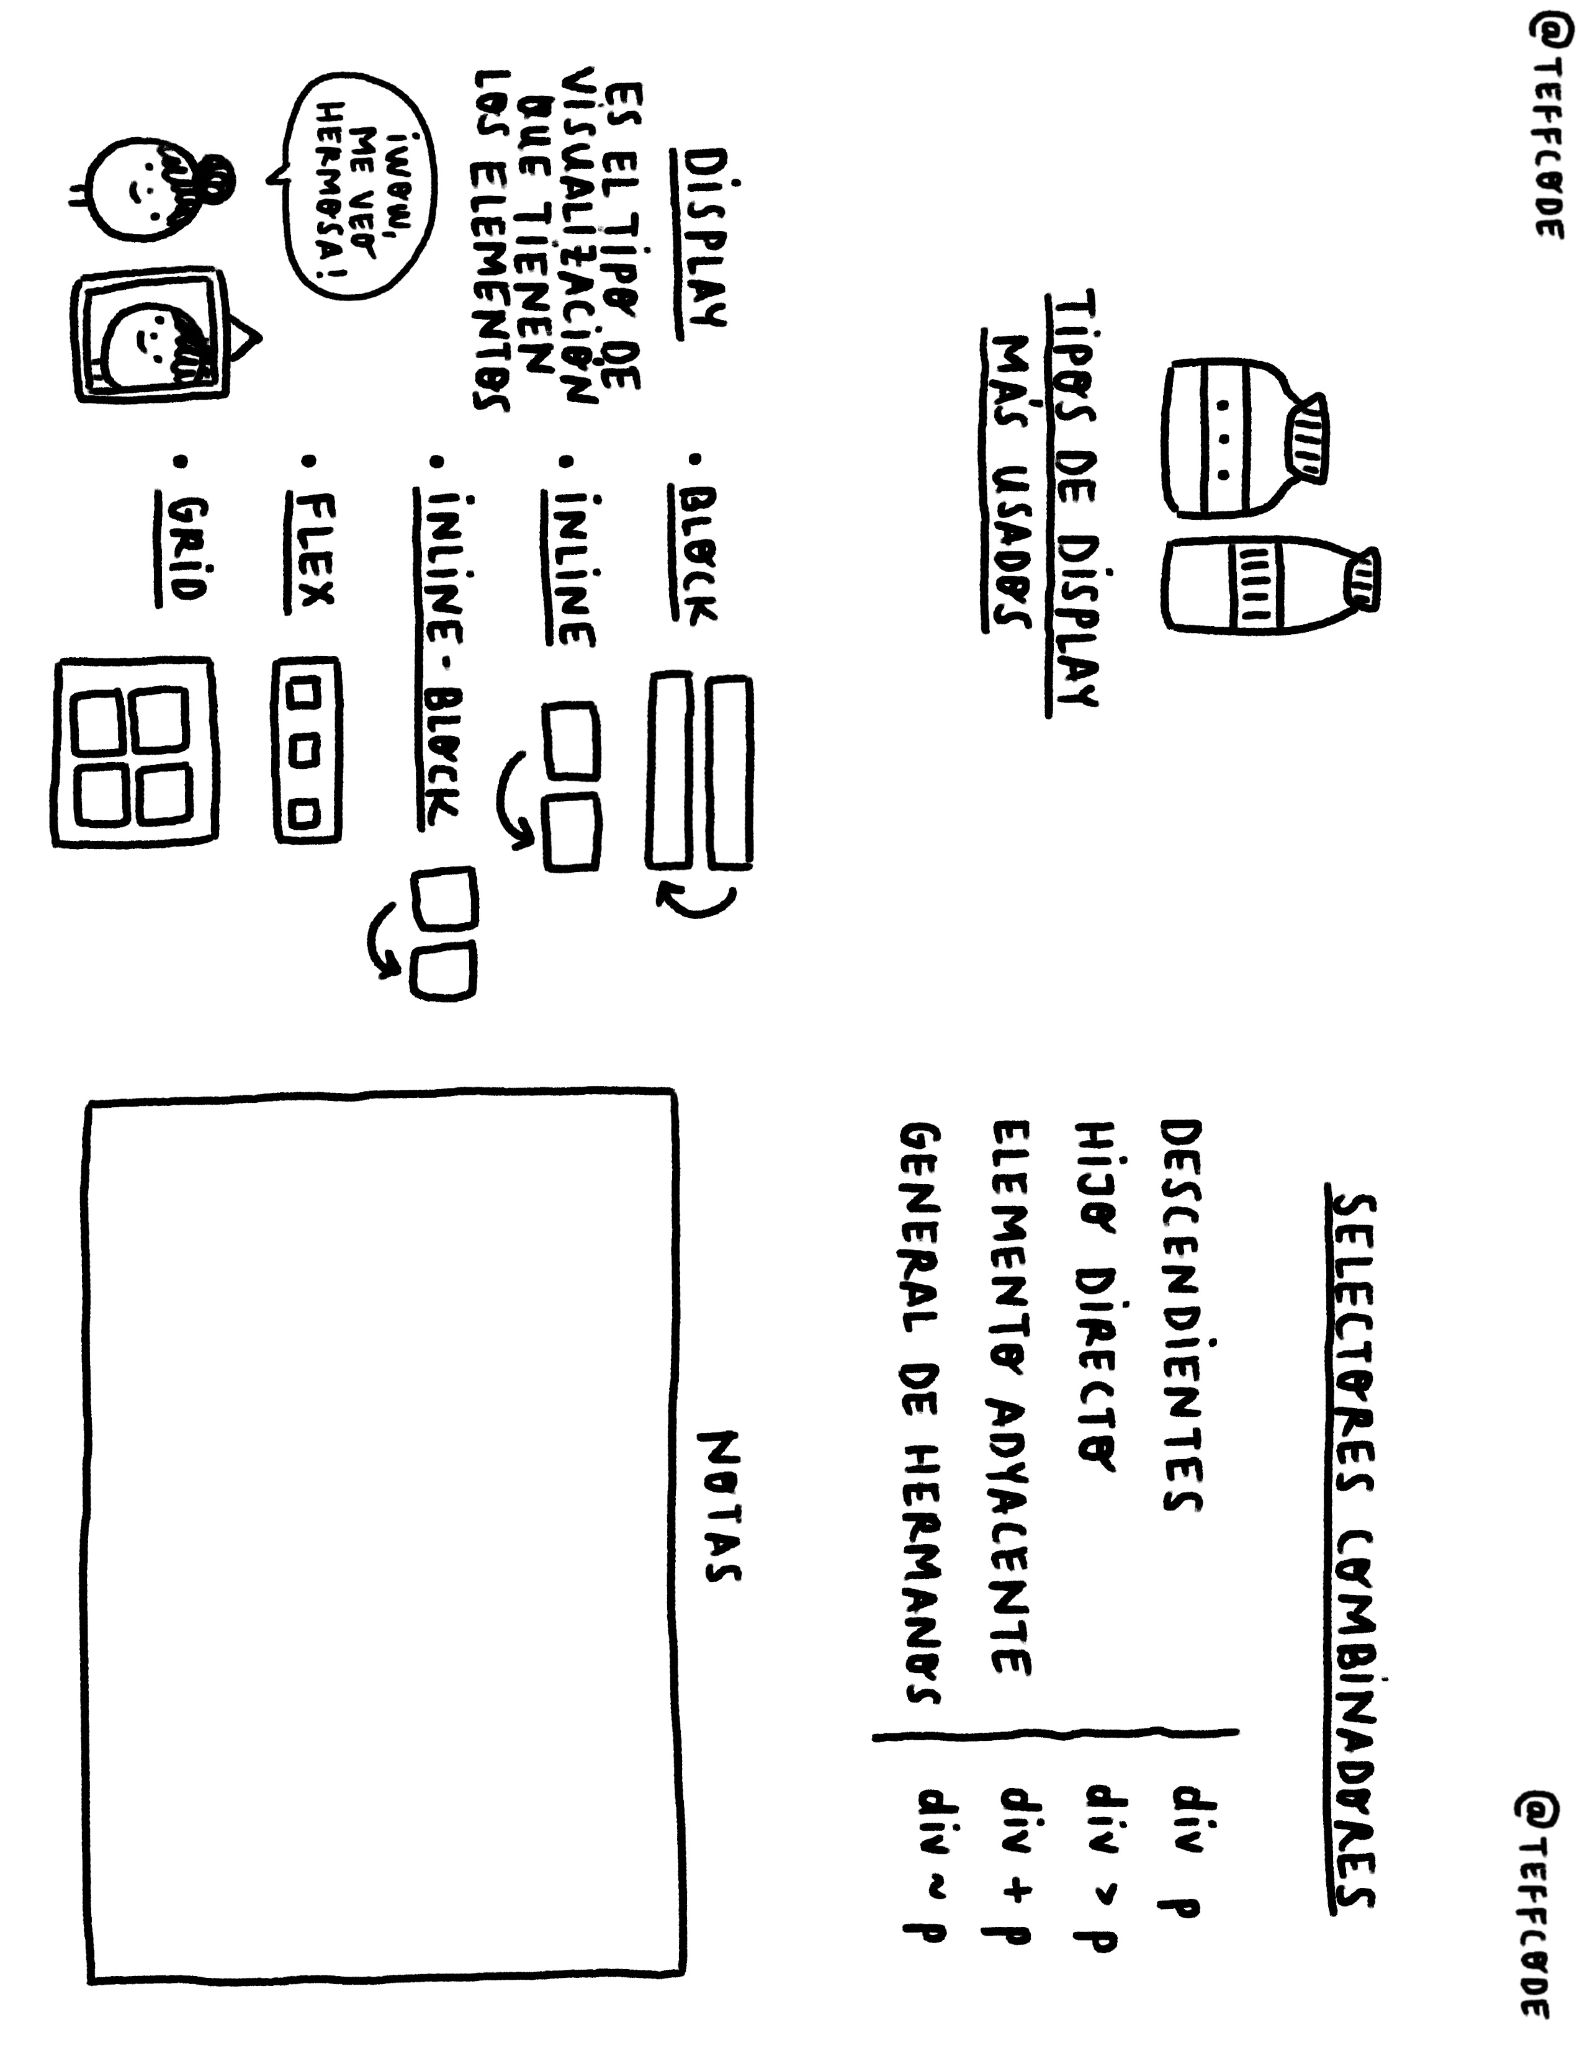 @TEFFCODE
TiPOS DE DiSPLAY
MÁS USADOS
DiSPLAY
ES EL TiPO DE
ViSUALiZACiÓN
QUE TIENEN
LOS ELEMENTOS
¡WOW,
ME VEO
HERMOSA!
• BLOCK
• iNLiNE
• iNLiNE-BLOCK
• FLEX
• GRiD
@TEFFCODE
SELECTORES COMBiNADORES
DESCENDiENTES div p
HiJO DiRECTO div > p
ELEMENTO ADYACENTE div + p
GENERAL DE HERMANOS div ~ p
NOTAS